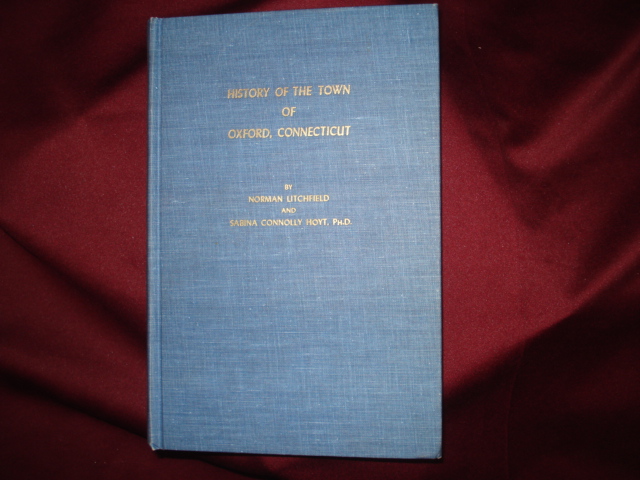 HISTORY OF THE TOWN
OF
OXFORD, CONNECTICUT
BY
NORMAN LITCHFIELD
AND
SABINA CONNOLLY HOYT, PH.D.